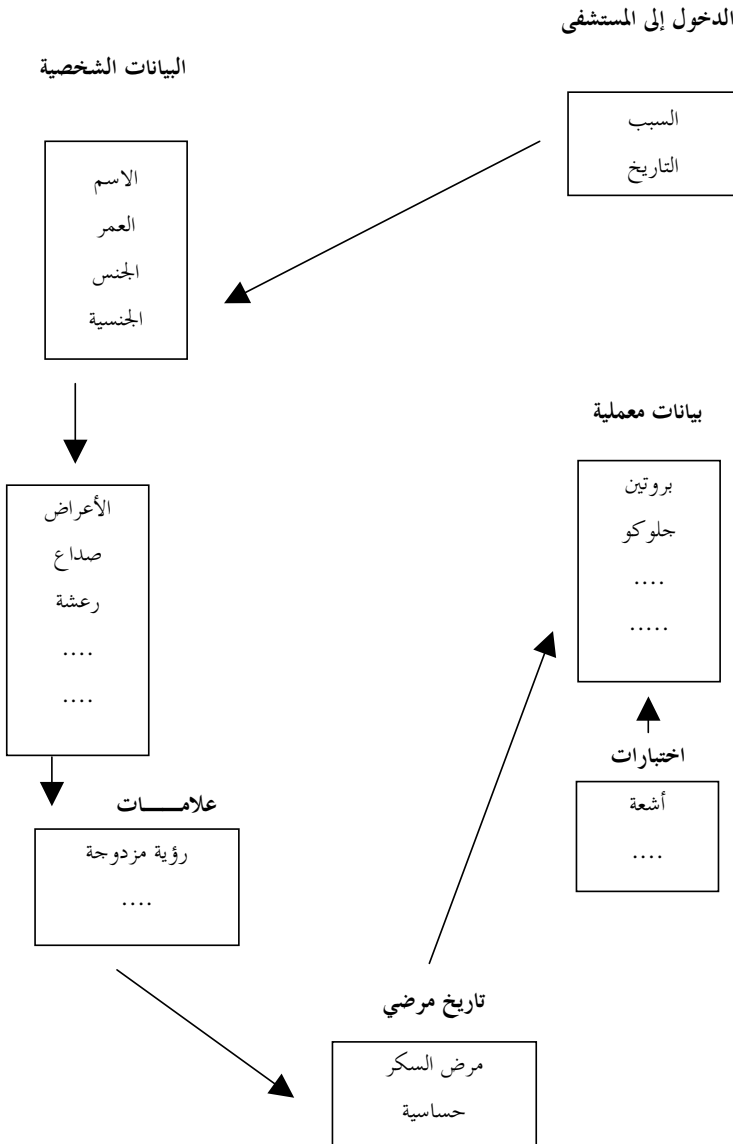 الدخول إلى المستشفى
السبب
التاريخ
البيانات الشخصية
الاسم
العمر
الجنس
الجنسية
الأعراض
صداع
رعشة
....
....
علامـــــات
رؤية مزدوجة
....
تاريخ مرضي
مرض السكر
حساسية
بيانات معملية
بروتين
جلوكو
....
.....
اختبارات
أشعة
....